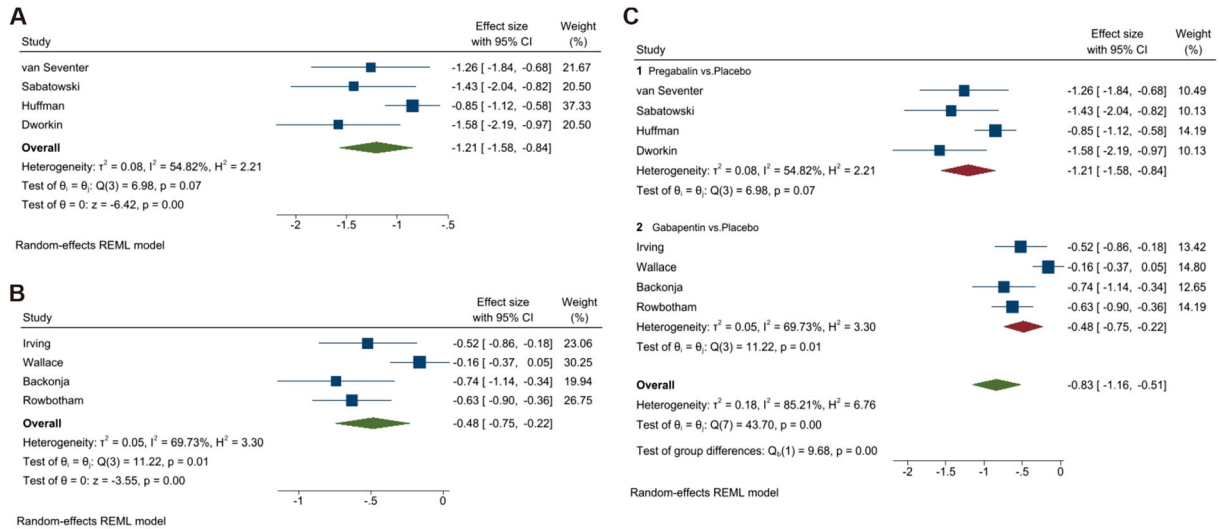 A
Effect size Weight
Study with 95% CI (%)
van Seventer -1.26 [ -1.84, -0.68] 21.67
Sabatowski -1.43 [ -2.04, -0.82] 20.50
Huffman -0.85 [ -1.12, -0.58] 37.33
Dworkin -1.58 [ -2.19, -0.97] 20.50
Overall -1.21 [ -1.58, -0.84]
Heterogeneity: τ² = 0.08, I² = 54.82%, H² = 2.21
Test of θᵢ = θⱼ: Q(3) = 6.98, p = 0.07
Test of θ = 0: z = -6.42, p = 0.00
-2 -1.5 -1 -.5
Random-effects REML model
B
Effect size Weight
Study with 95% CI (%)
Irving -0.52 [ -0.86, -0.18] 23.06
Wallace -0.16 [ -0.37, 0.05] 30.25
Backonja -0.74 [ -1.14, -0.34] 19.94
Rowbotham -0.63 [ -0.90, -0.36] 26.75
Overall -0.48 [ -0.75, -0.22]
Heterogeneity: τ² = 0.05, I² = 69.73%, H² = 3.30
Test of θᵢ = θⱼ: Q(3) = 11.22, p = 0.01
Test of θ = 0: z = -3.55, p = 0.00
-1 -.5 0
Random-effects REML model
C
Effect size Weight
Study with 95% CI (%)
1 Pregabalin vs.Placebo
van Seventer -1.26 [ -1.84, -0.68] 10.49
Sabatowski -1.43 [ -2.04, -0.82] 10.13
Huffman -0.85 [ -1.12, -0.58] 14.19
Dworkin -1.58 [ -2.19, -0.97] 10.13
Heterogeneity: τ² = 0.08, I² = 54.82%, H² = 2.21 -1.21 [ -1.58, -0.84]
Test of θᵢ = θⱼ: Q(3) = 6.98, p = 0.07
2 Gabapentin vs.Placebo
Irving -0.52 [ -0.86, -0.18] 13.42
Wallace -0.16 [ -0.37, 0.05] 14.80
Backonja -0.74 [ -1.14, -0.34] 12.65
Rowbotham -0.63 [ -0.90, -0.36] 14.19
Heterogeneity: τ² = 0.05, I² = 69.73%, H² = 3.30 -0.48 [ -0.75, -0.22]
Test of θᵢ = θⱼ: Q(3) = 11.22, p = 0.01
Overall -0.83 [ -1.16, -0.51]
Heterogeneity: τ² = 0.18, I² = 85.21%, H² = 6.76
Test of θᵢ = θⱼ: Q(7) = 43.70, p = 0.00
Test of group differences: Q_b(1) = 9.68, p = 0.00
-2 -1.5 -1 -.5 0
Random-effects REML model